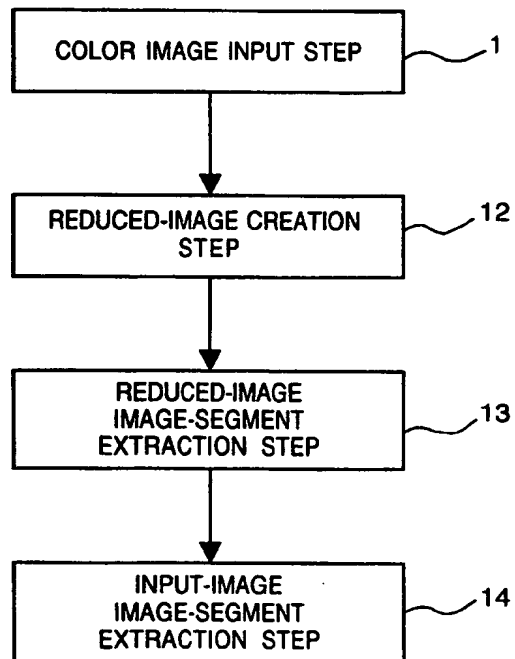 COLOR IMAGE INPUT STEP
1
REDUCED-IMAGE CREATION
STEP
12
REDUCED-IMAGE
IMAGE-SEGMENT
EXTRACTION STEP
13
INPUT-IMAGE
IMAGE-SEGMENT
EXTRACTION STEP
14